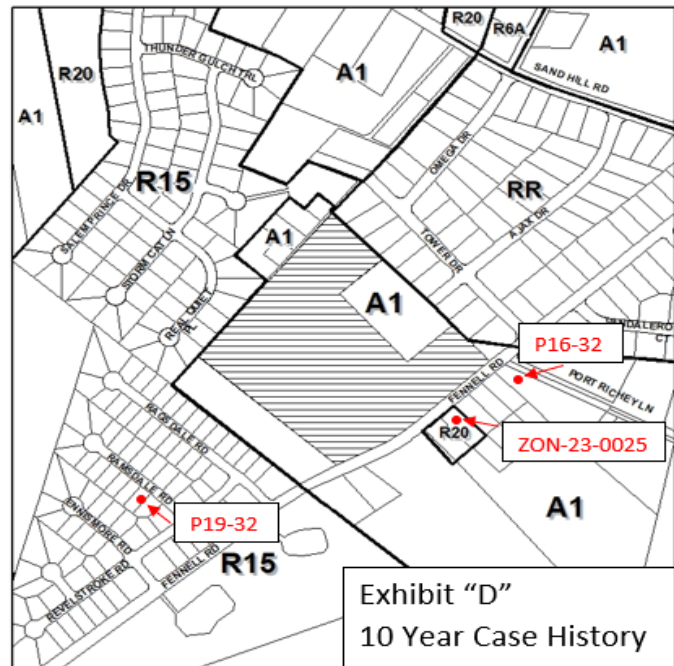 R20
R6A
A1
SAND HILL RD
R20
THUNDER GULCH TRL
A1
A1
OMEGA DR
RR
R15
AJAX DR
SALEM PRINCE DR
STORM CAT LN
A1
TOWER DR
REAL QUIET PL
A1
CT
P16-32
FENNELL RD
PORT RICHEY LN
R20
ZON-23-0025
RAGSDALE RD
RAMSDALE RD
A1
ENNISMORE RD
P19-32
FENNELL RD
R15
REVELSTROKE RD
Exhibit “D”
10 Year Case History